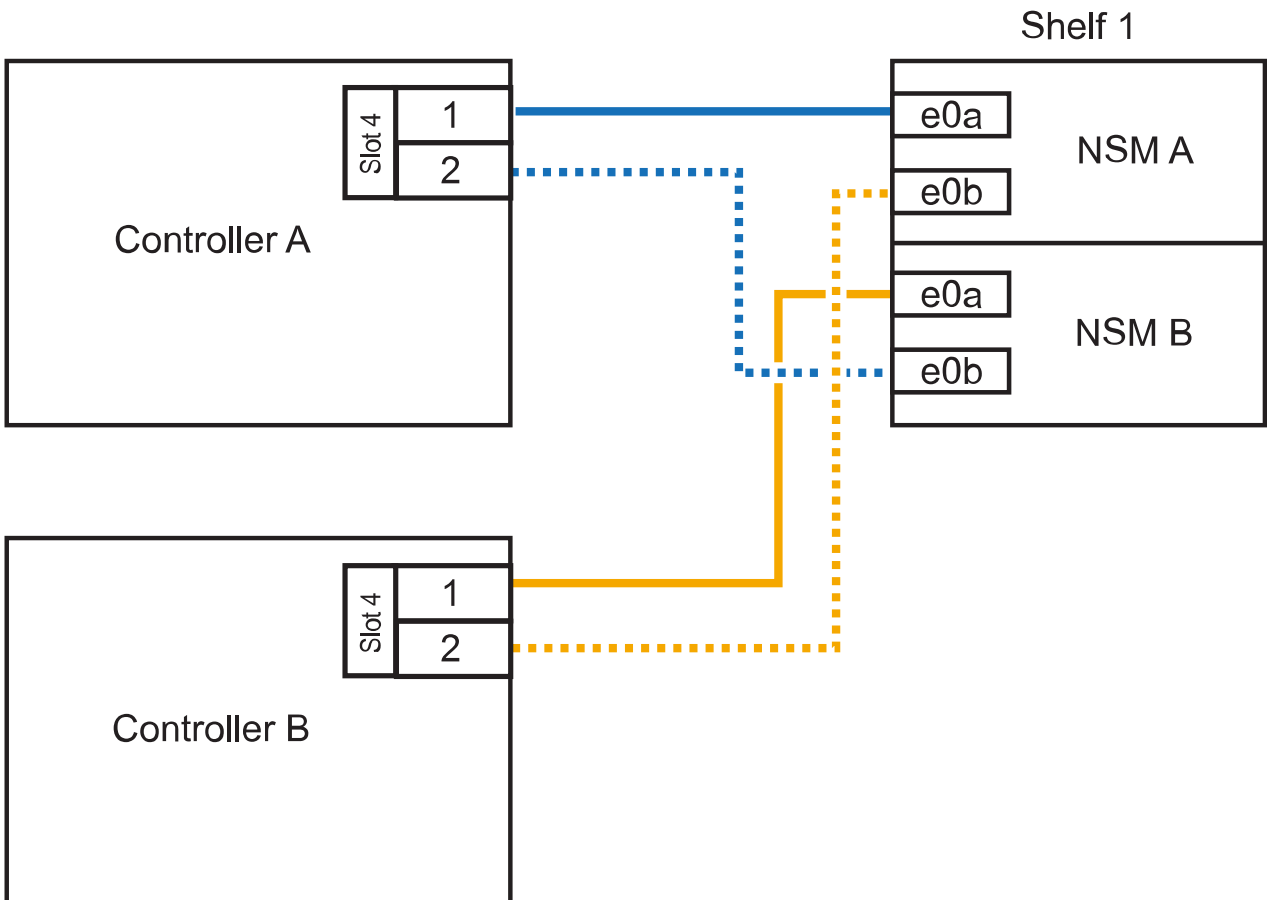 Shelf 1
Slot 4
1
2
Controller A
e0a
e0b
NSM A
e0a
e0b
NSM B
Slot 4
1
2
Controller B